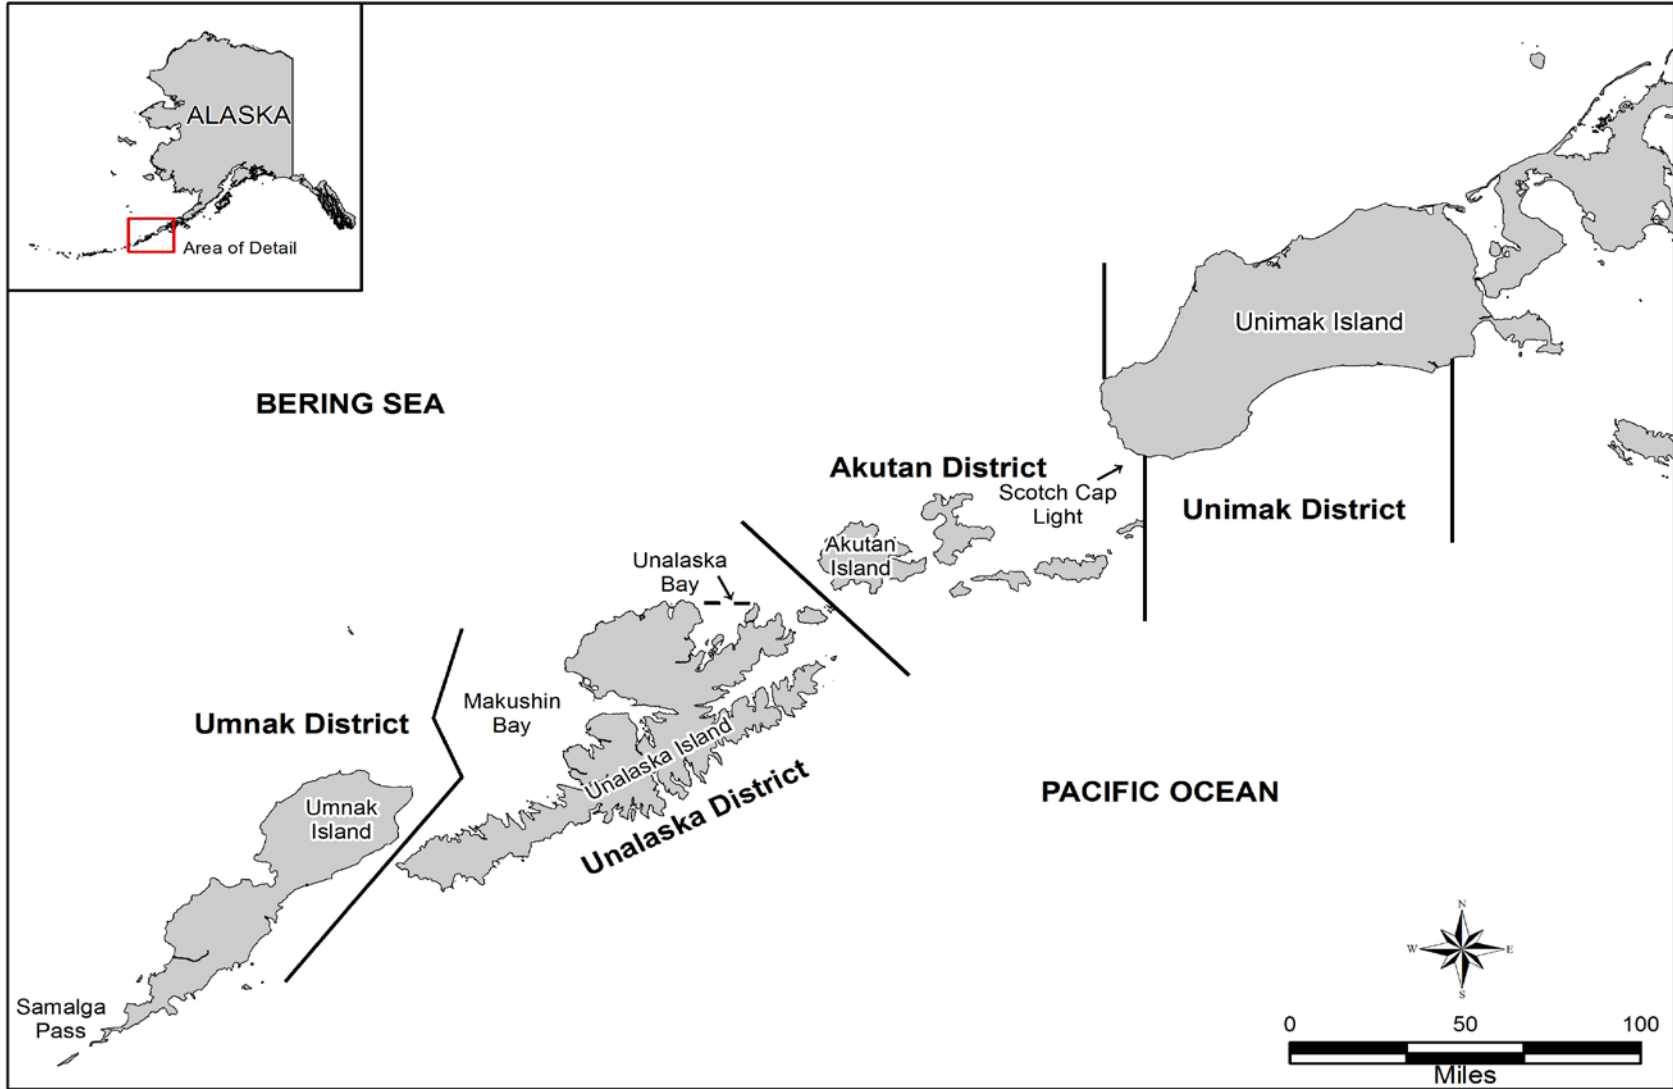 ALASKA
Area of Detail
Unimak Island
BERING SEA
Akutan District
Scotch Cap
Light
Unimak District
Akutan
Island
Unalaska
Bay
Makushin
Bay
Umnak District
Unalaska Island
Unalaska District
PACIFIC OCEAN
Umnak
Island
N
W
E
S
Samalga
Pass
0 50 100
Miles